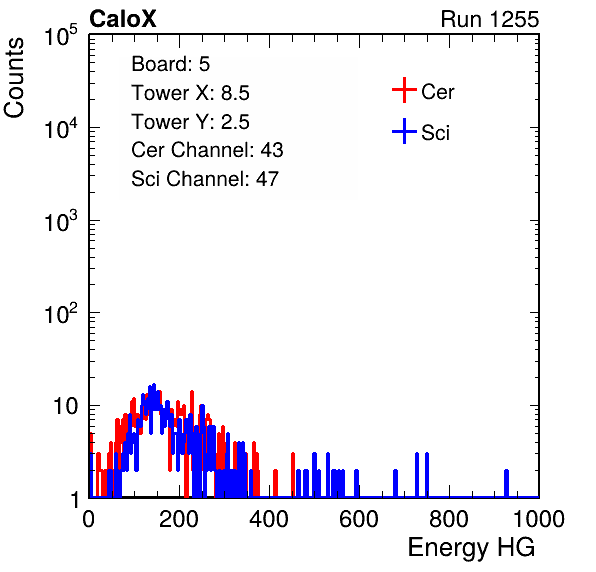 CaloX Run 1255
Counts
10^5
10^4
10^3
10^2
10
1
Board: 5
Tower X: 8.5
Tower Y: 2.5
Cer Channel: 43
Sci Channel: 47
Cer
Sci
0 200 400 600 800 1000
Energy HG